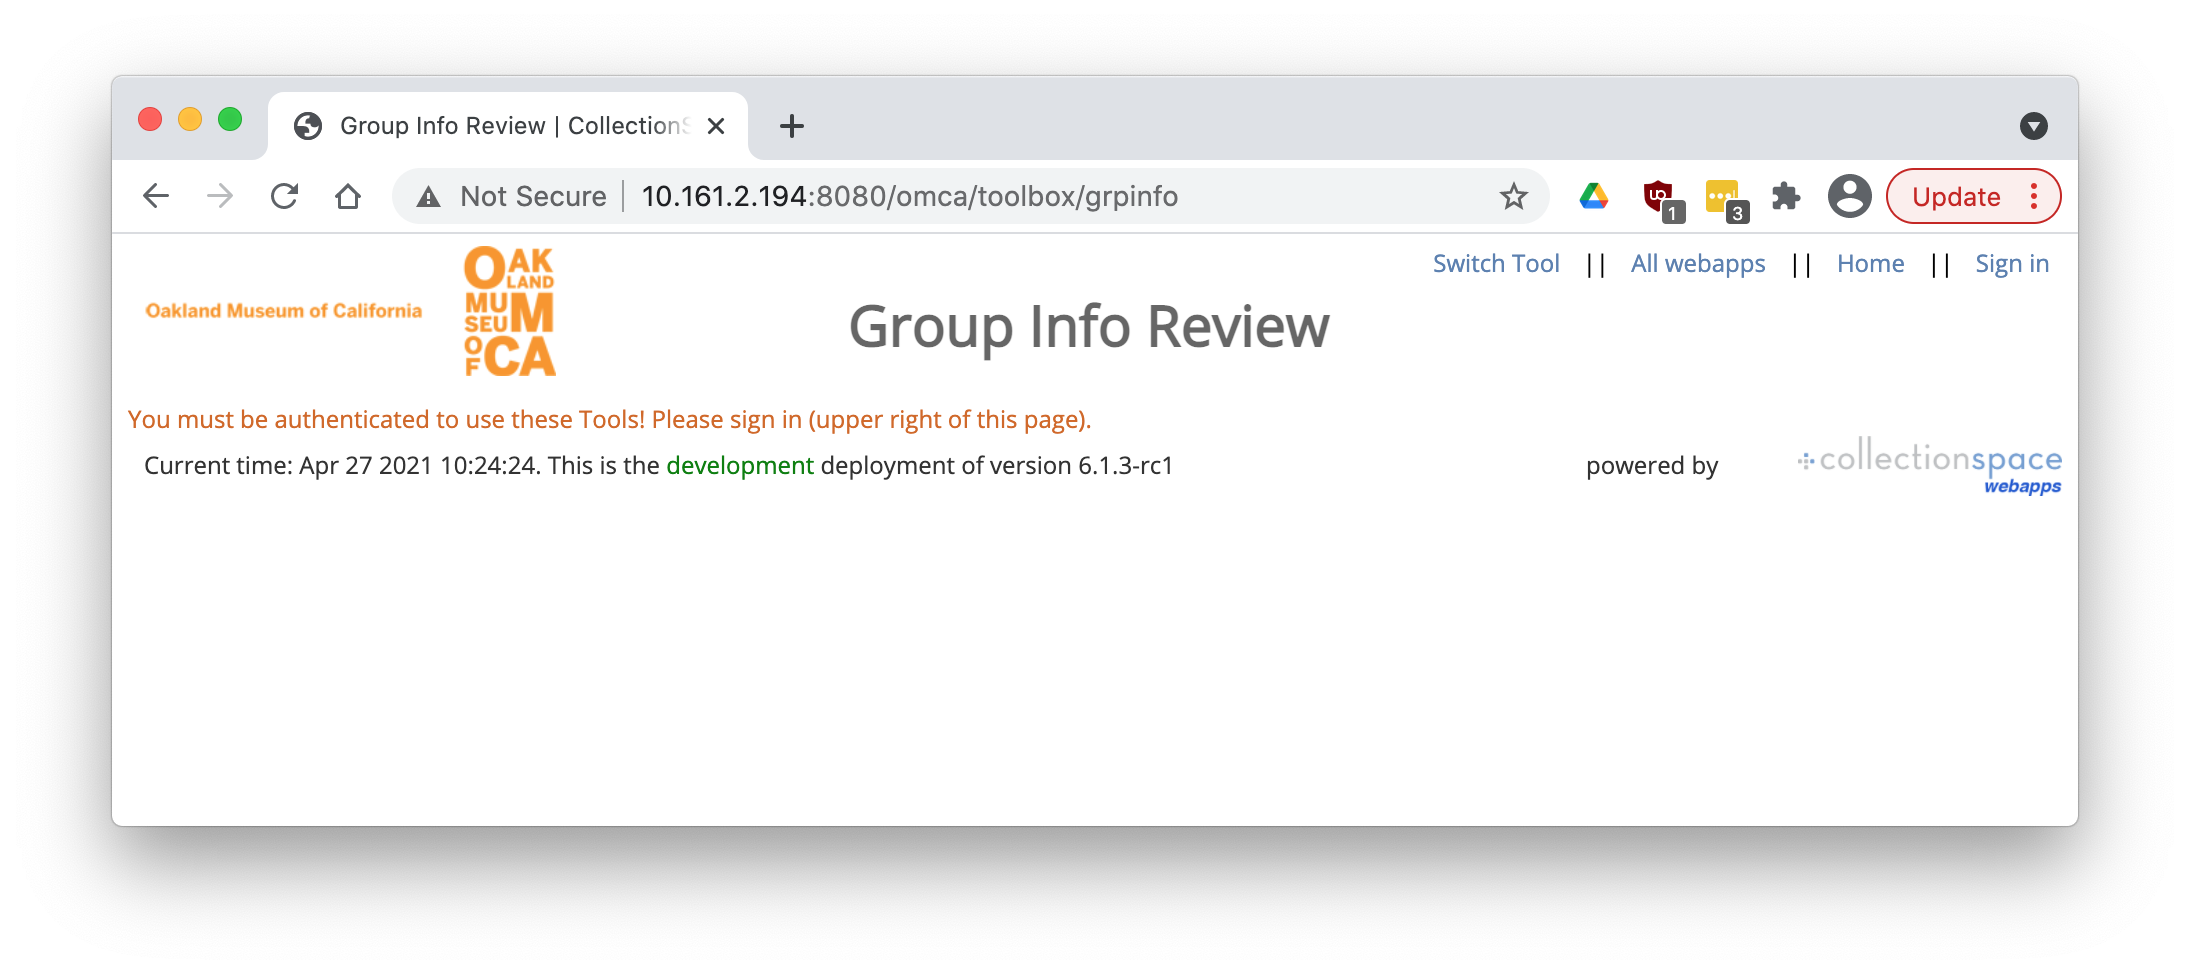 Group Info Review | Collection
Not Secure
10.161.2.194:8080/omca/toolbox/grpinfo
1
3
Update
Switch Tool || All webapps || Home || Sign in
Oakland Museum of California
OAK
LAND
MU
SEUM
OF CA
Group Info Review
You must be authenticated to use these Tools! Please sign in (upper right of this page).
Current time: Apr 27 2021 10:24:24. This is the development deployment of version 6.1.3-rc1
powered by
collectionspace
webapps